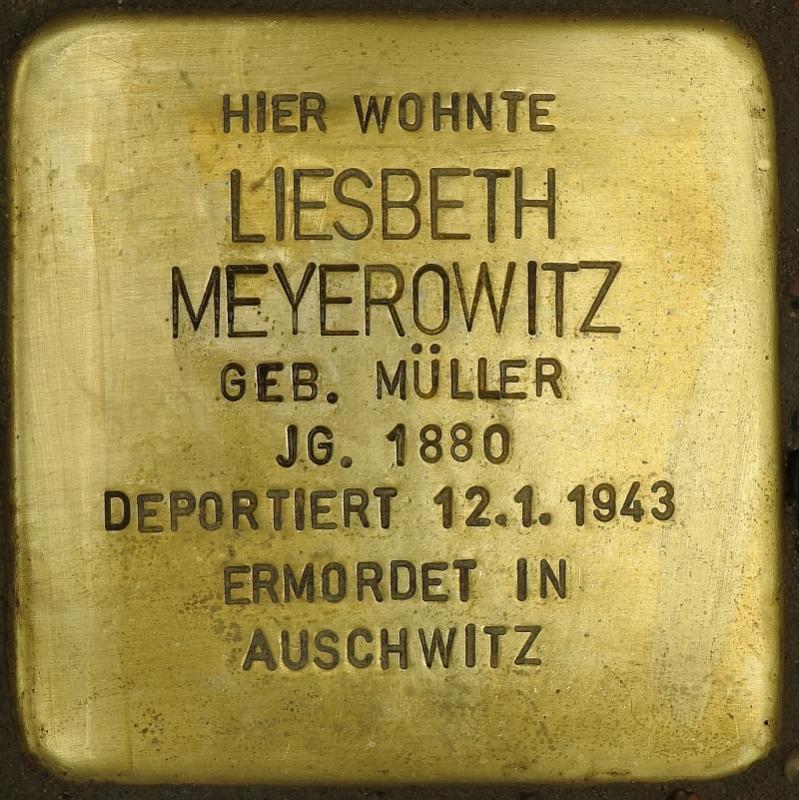 HIER WOHNTE
LIESBETH
MEYEROWITZ
GEB. MÜLLER
JG. 1880
DEPORTIERT 12.1.1943
ERMORDET IN
AUSCHWITZ